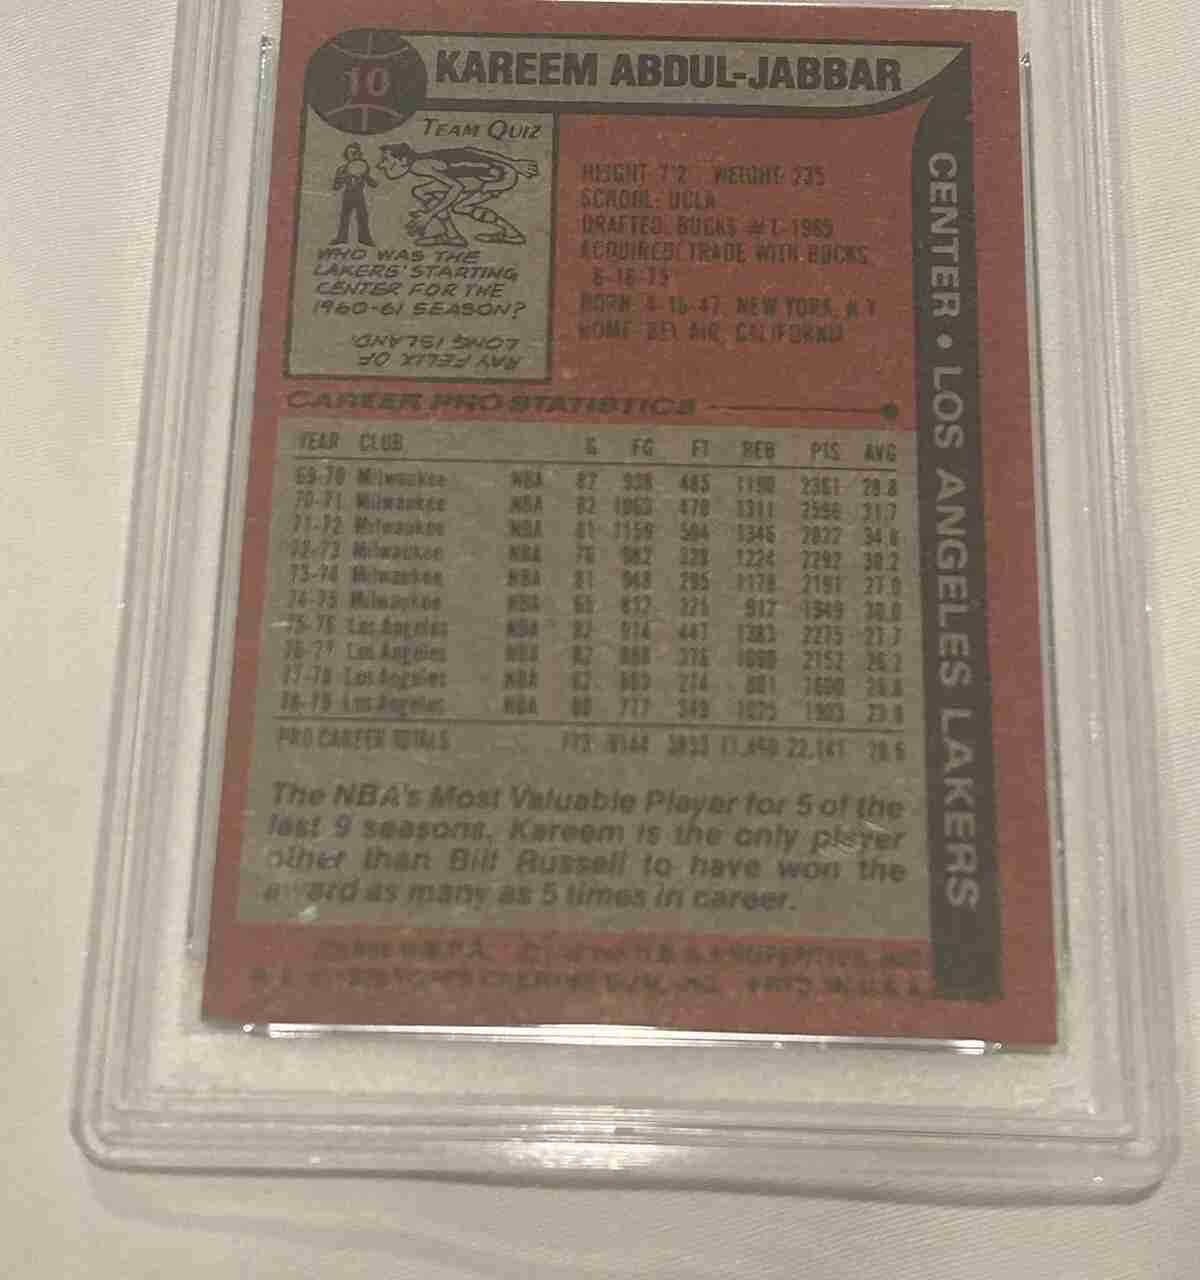 10
KAREEM ABDUL-JABBAR
TEAM QUIZ
WHO WAS THE
LAKERS' STARTING
CENTER FOR THE
1960-61 SEASON?
RAY FELIX OF
LONG ISLAND.
HEIGHT: 7'2 WEIGHT: 235
SCHOOL: UCLA
DRAFTED: BUCKS #1-1969
ACQUIRED: TRADE WITH BUCKS,
6-16-75
BORN: 4-16-47, NEW YORK, N.Y.
HOME: BEL AIR, CALIFORNIA
CENTER • LOS ANGELES LAKERS
CAREER PRO STATISTICS
YEAR CLUB G FG FT REB PTS AVG
69-70 Milwaukee NBA 82 938 485 1190 2361 28.8
70-71 Milwaukee NBA 82 1063 470 1311 2596 31.7
71-72 Milwaukee NBA 81 1159 504 1346 2822 34.8
72-73 Milwaukee NBA 76 982 328 1224 2292 30.2
73-74 Milwaukee NBA 81 948 295 1178 2191 27.0
74-75 Milwaukee NBA 65 812 325 912 1949 30.0
75-76 Los Angeles NBA 82 914 447 1383 2275 27.7
76-77 Los Angeles NBA 82 888 376 1090 2152 26.2
77-78 Los Angeles NBA 62 663 274 801 1600 25.8
78-79 Los Angeles NBA 80 777 349 1025 1903 23.8
PRO CAREER TOTALS 773 9144 3853 11,460 22,141 28.6
The NBA's Most Valuable Player for 5 of the
last 9 seasons, Kareem is the only player
other than Bill Russell to have won the
award as many as 5 times in career.
N.B.P.A.
TOPPS CHEWING GUM, INC. PRTD. IN U.S.A.